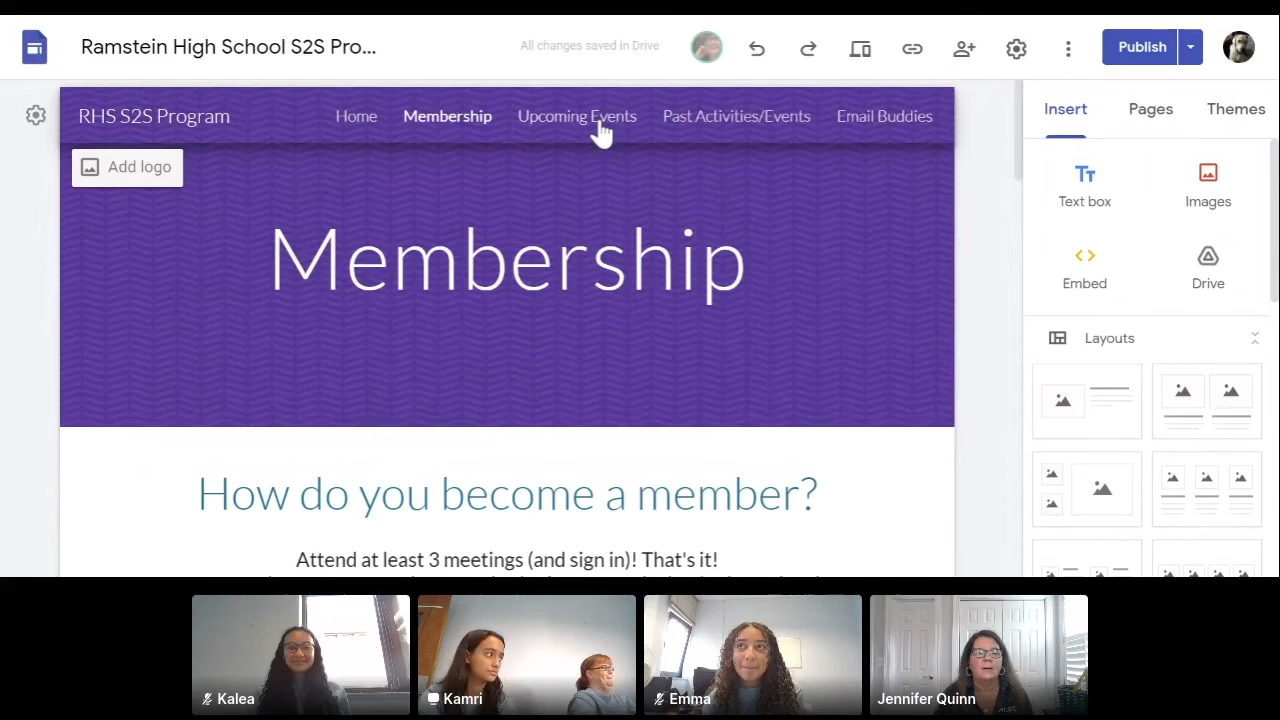 Ramstein High School S2S Pro...
All changes saved in Drive
Publish
RHS S2S Program
Home
Membership
Upcoming Events
Past Activities/Events
Email Buddies
Insert
Pages
Themes
Add logo
Text box
Images
Embed
Drive
Layouts
Membership
How do you become a member?
Attend at least 3 meetings (and sign in)! That's it!
Kalea
Kamri
Emma
Jennifer Quinn